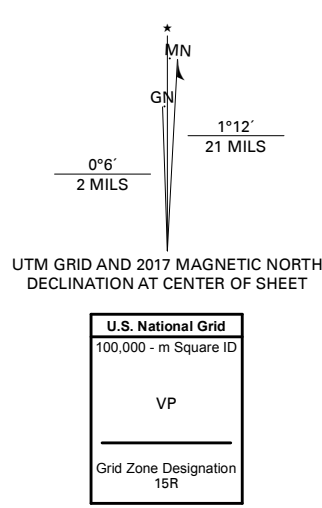 ★
MN
GN
1°12´
21 MILS
0°6´
2 MILS
UTM GRID AND 2017 MAGNETIC NORTH
DECLINATION AT CENTER OF SHEET
U.S. National Grid
100,000 - m Square ID
VP
Grid Zone Designation
15R